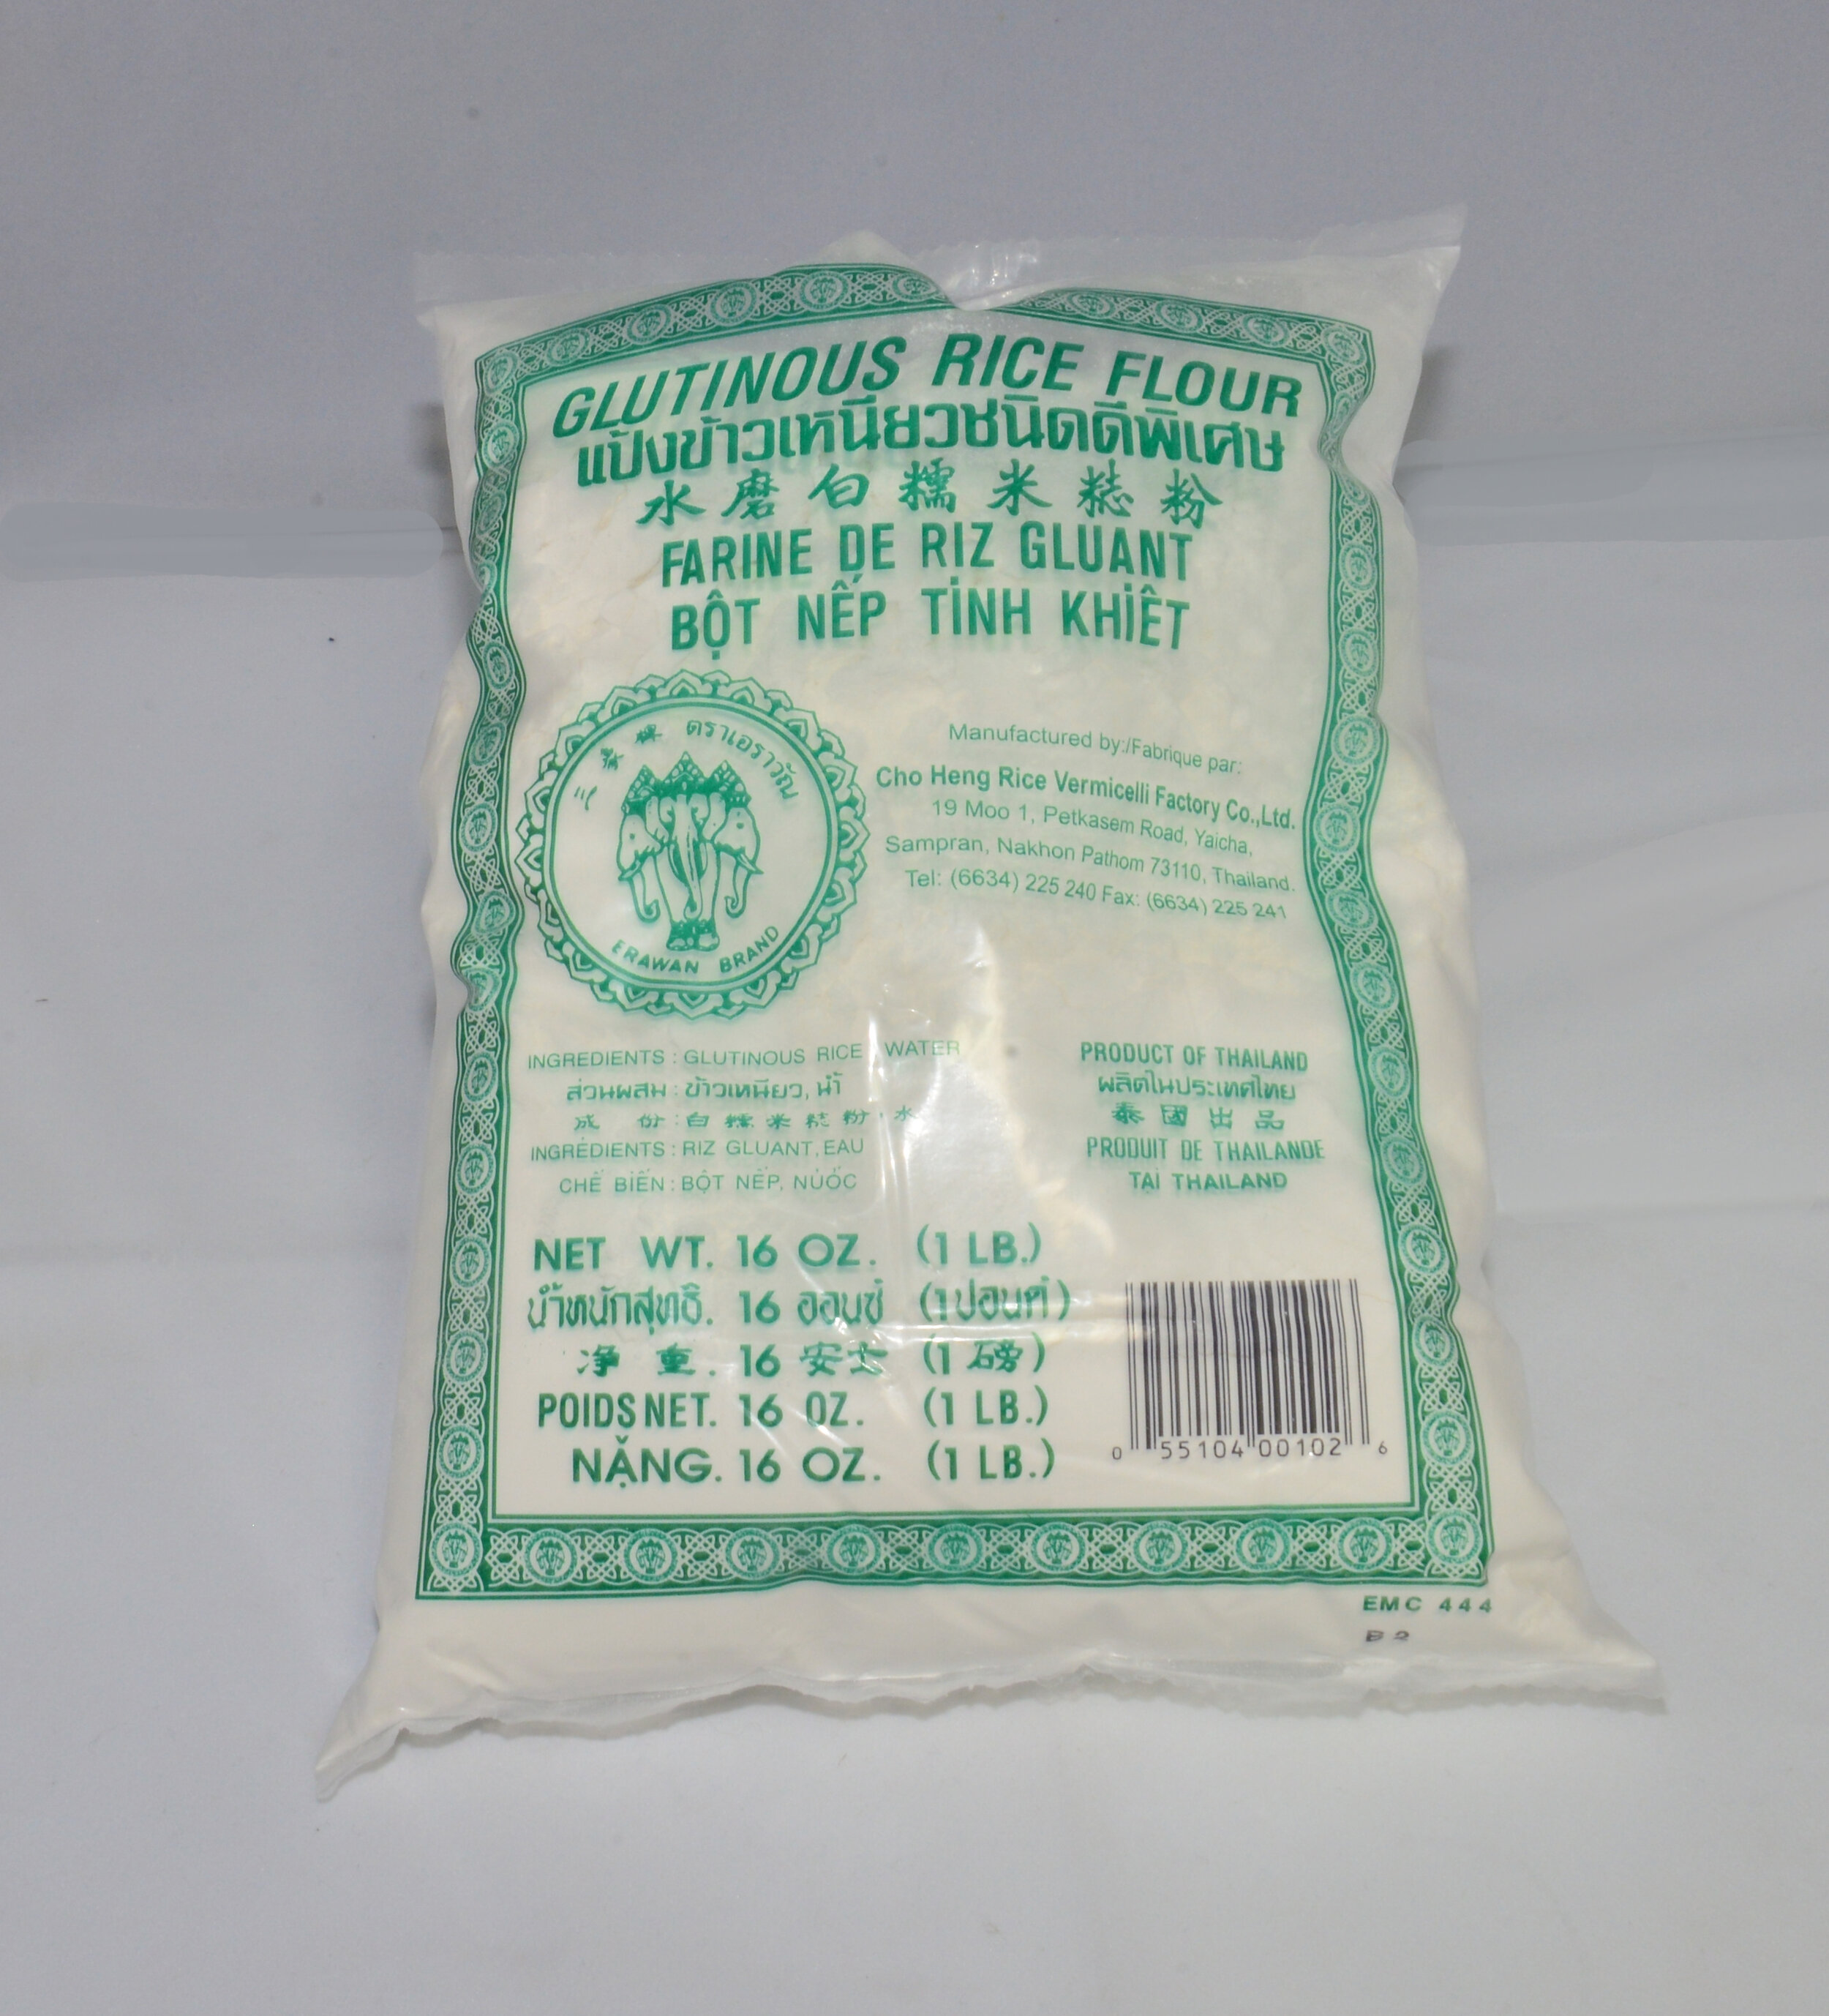 GLUTINOUS RICE FLOUR
แป้งข้าวเหนียวชนิดดีพิเศษ
水磨白糯米糍粉
FARINE DE RIZ GLUANT
BỘT NẾP TINH KHIẾT
三象牌 ตราเอราวัณ
ERAWAN BRAND
Manufactured by:/Fabrique par:
Cho Heng Rice Vermicelli Factory Co.,Ltd.
19 Moo 1, Petkasem Road, Yaicha,
Sampran, Nakhon Pathom 73110, Thailand.
Tel: (6634) 225 240 Fax: (6634) 225 241
INGREDIENTS : GLUTINOUS RICE, WATER
ส่วนผสม : ข้าวเหนียว, น้ำ
成 份 : 白糯米糍粉, 水
INGRÉDIENTS : RIZ GLUANT, EAU
CHẾ BIẾN : BỘT NẾP, NƯỚC
PRODUCT OF THAILAND
ผลิตในประเทศไทย
泰國出品
PRODUIT DE THAILANDE
TẠI THAILAND
NET WT. 16 OZ. (1 LB.)
น้ำหนักสุทธิ. 16 ออนซ์ (1 ปอนด์)
净 重. 16 安士 (1 磅)
POIDS NET. 16 OZ. (1 LB.)
NẶNG. 16 OZ. (1 LB.)
0 55104 00102 6
EMC 444
B 2